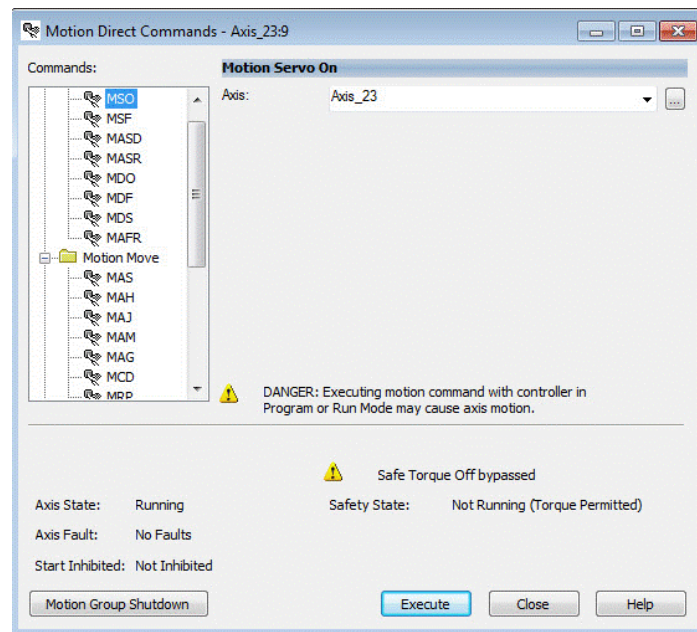 Motion Direct Commands - Axis_23:9
Commands:
Motion Servo On
MSO
MSF
MASD
MASR
MDO
MDF
MDS
MAFR
Motion Move
MAS
MAH
MAJ
MAM
MAG
MCD
MRP
Axis:
Axis_23
...
DANGER: Executing motion command with controller in
Program or Run Mode may cause axis motion.
Safe Torque Off bypassed
Axis State: Running
Safety State: Not Running (Torque Permitted)
Axis Fault: No Faults
Start Inhibited: Not Inhibited
Motion Group Shutdown
Execute
Close
Help